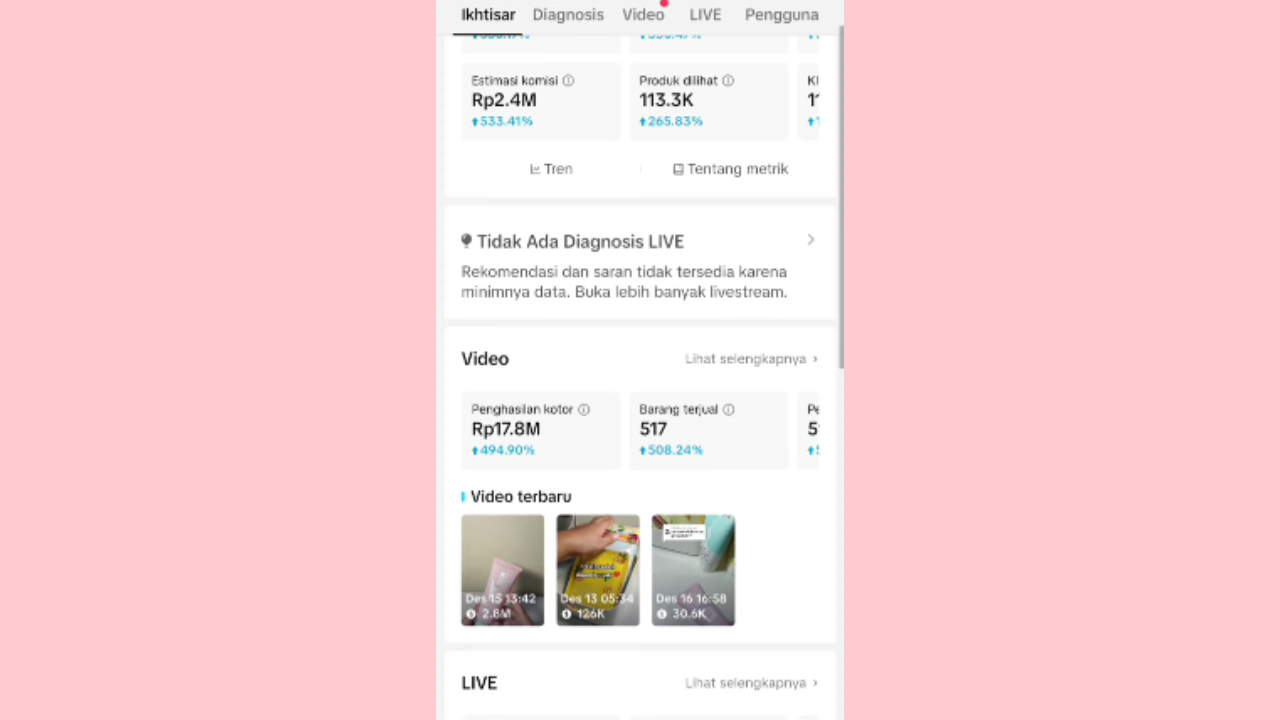 Ikhtisar Diagnosis Video LIVE Pengguna
Estimasi komisi Produk dilihat Kl
Rp2.4M 113.3K 11
533.41% 265.83%
Tren Tentang metrik
Tidak Ada Diagnosis LIVE
Rekomendasi dan saran tidak tersedia karena
minimnya data. Buka lebih banyak livestream.
Video Lihat selengkapnya
Penghasilan kotor Barang terjual Pe
Rp17.8M 517
494.90% 508.24%
Video terbaru
Des 15 13:42 Des 13 05:34 Des 16 16:58
2.8M 126K 30.6K
LIVE Lihat selengkapnya